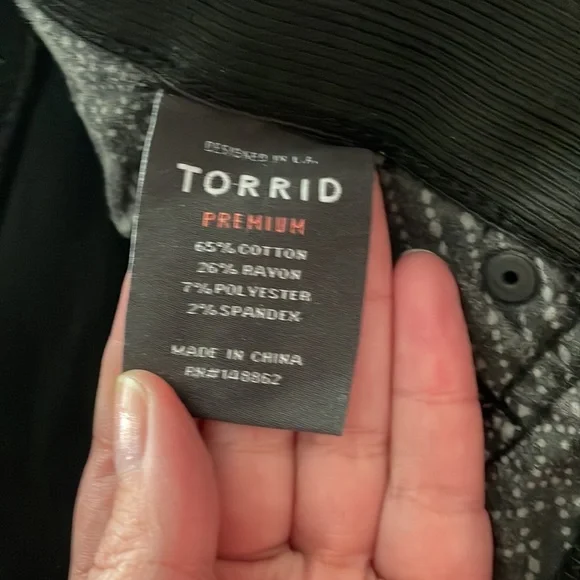 DESIGNED IN L.A.
TORRID
PREMIUM
65% COTTON
26% RAYON
7% POLYESTER
2% SPANDEX
MADE IN CHINA
RN#148862